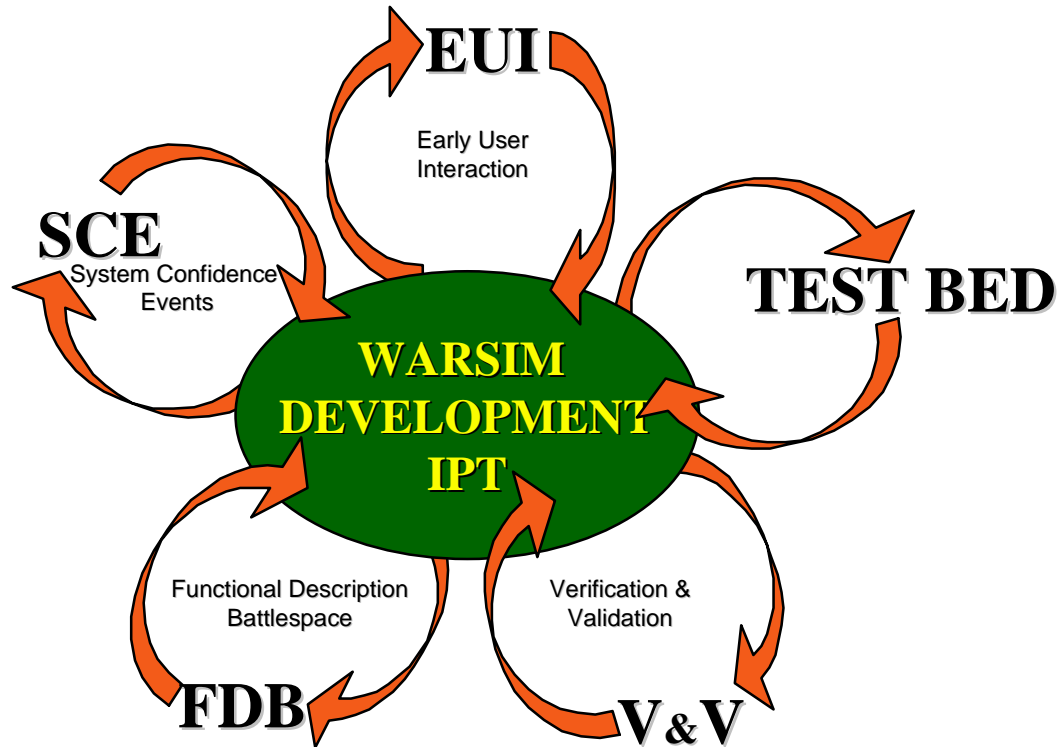 EUI
Early User
Interaction
SCE
System Confidence
Events
TEST BED
WARSIM
DEVELOPMENT
IPT
Functional Description
Battlespace
Verification &
Validation
FDB
V&V